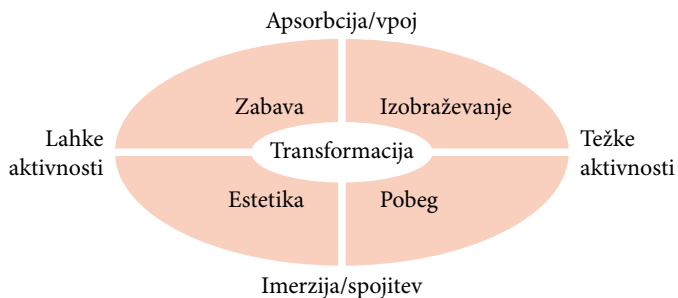 Apsorbcija/vpoj
Zabava
Izobraževanje
Lahke
aktivnosti
Transformacija
Težke
aktivnosti
Estetika
Pobeg
Imerzija/spojitev